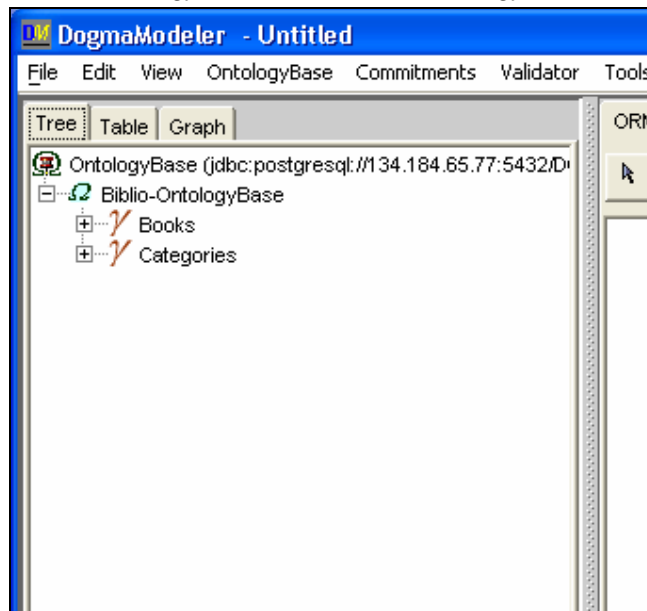 DM DogmaModeler - Untitled
File Edit View OntologyBase Commitments Validator Tools
Tree Table Graph
OntologyBase (jdbc:postgresql://134.184.65.77:5432/D
Ω Biblio-OntologyBase
γ Books
γ Categories